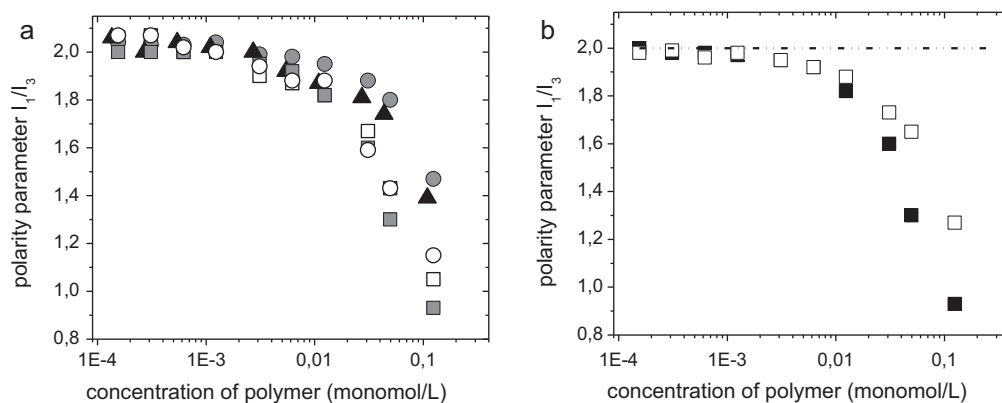 a
polarity parameter I₁/I₃
2,0
1,8
1,6
1,4
1,2
1,0
0,8
1E-4
1E-3
0,01
0,1
concentration of polymer (monomol/L)
b
polarity parameter I₁/I₃
2,0
1,8
1,6
1,4
1,2
1,0
0,8
1E-4
1E-3
0,01
0,1
concentration of polymer (monomol/L)